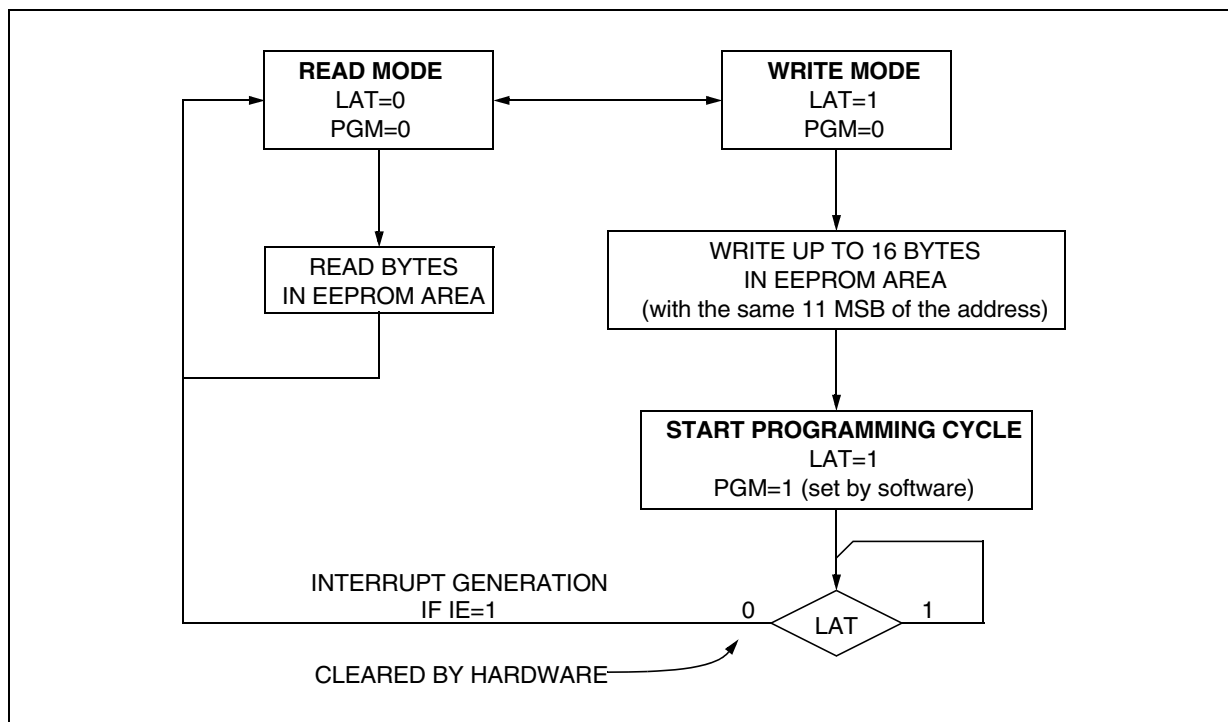 READ MODE
LAT=0
PGM=0
WRITE MODE
LAT=1
PGM=0
READ BYTES
IN EEPROM AREA
WRITE UP TO 16 BYTES
IN EEPROM AREA
(with the same 11 MSB of the address)
START PROGRAMMING CYCLE
LAT=1
PGM=1 (set by software)
INTERRUPT GENERATION
IF IE=1
0
LAT
1
CLEARED BY HARDWARE